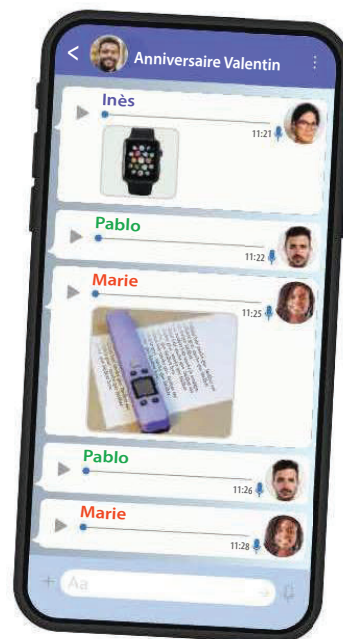 Anniversaire Valentin
Inès
11:21
Pablo
11:22
Marie
11:25
Pablo
11:26
Marie
11:28
Aa